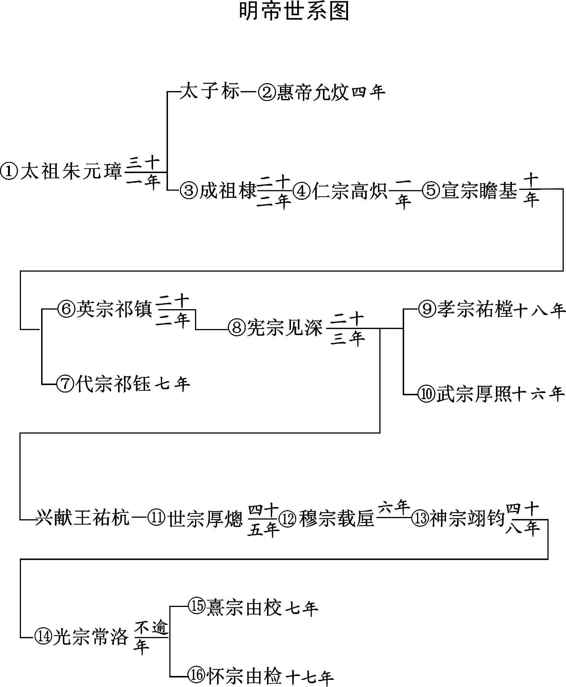 明帝世系图
太子标—②惠帝允炆四年
①太祖朱元璋三十一年
③成祖棣二十二年④仁宗高炽一年⑤宣宗瞻基十年
⑥英宗祁镇二十二年
⑧宪宗见深二十三年
⑨孝宗祐樘十八年
⑦代宗祁钰七年
⑩武宗厚照十六年
兴献王祐杭—⑪世宗厚熜四十五年⑫穆宗载垕六年⑬神宗翊钧四十八年
⑭光宗常洛不逾年
⑮熹宗由校七年
⑯怀宗由检十七年